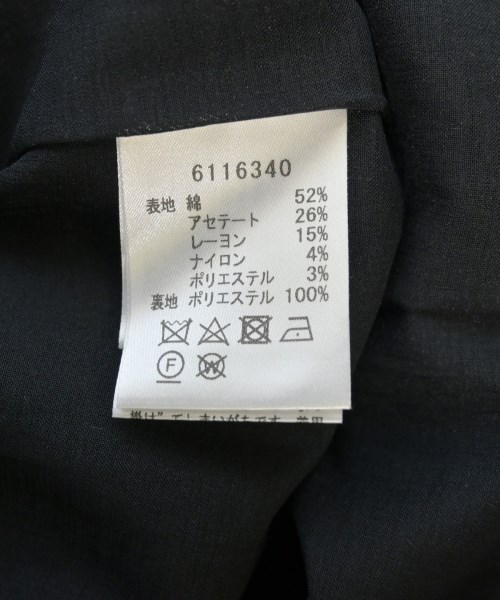 6116340
表地 綿 52%
アセテート 26%
レーヨン 15%
ナイロン 4%
ポリエステル 3%
裏地 ポリエステル 100%
F W